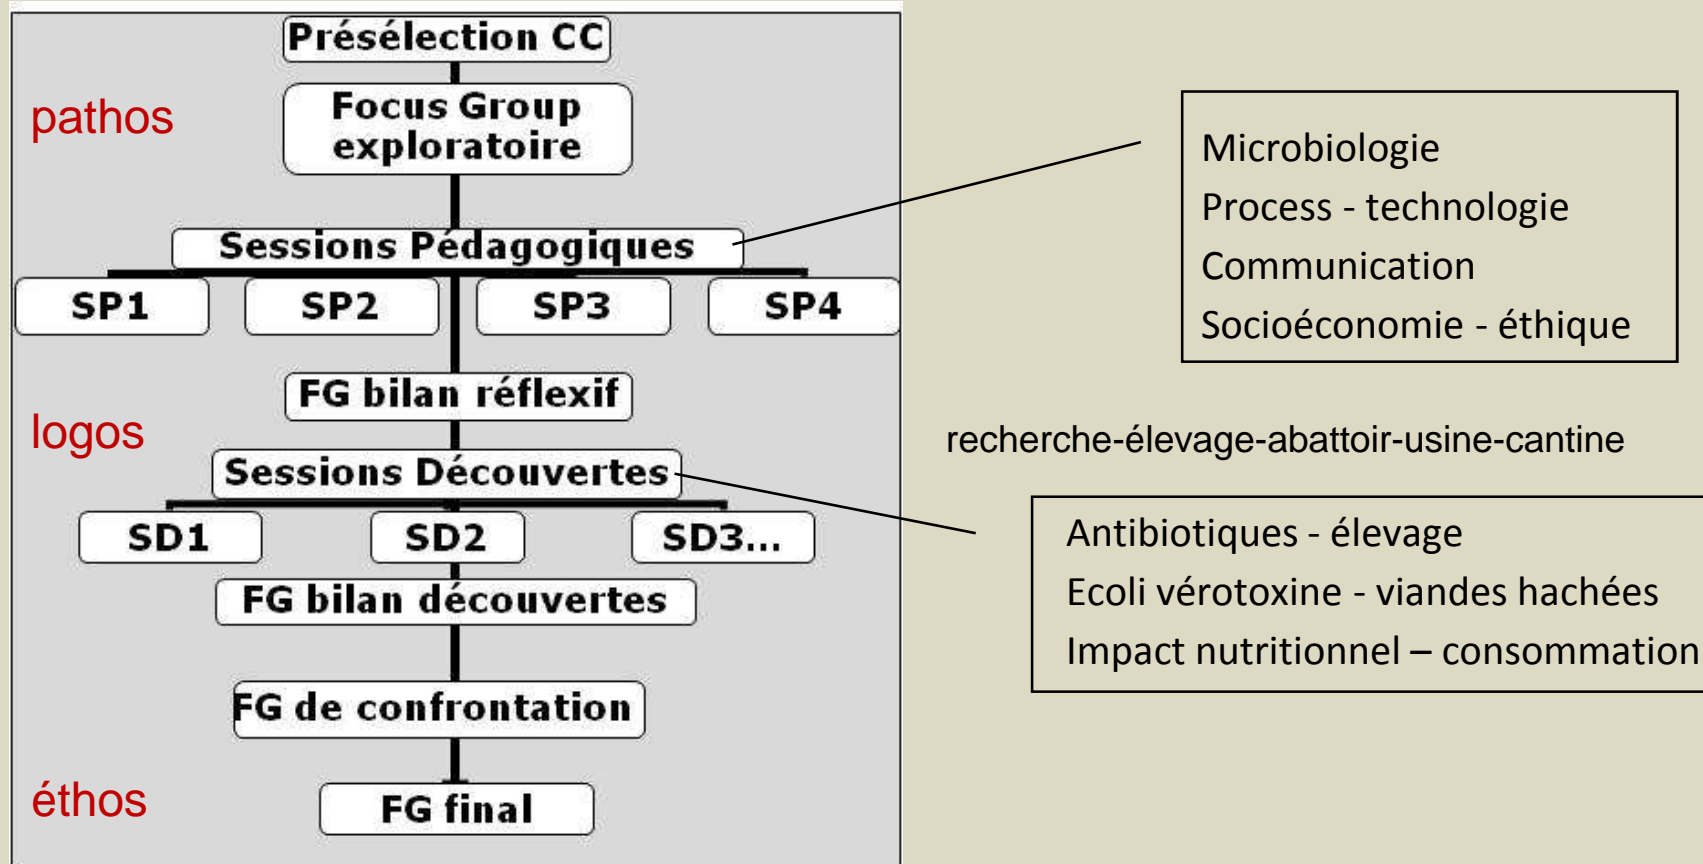 Présélection CC
pathos
Focus Group
exploratoire
Sessions Pédagogiques
SP1
SP2
SP3
SP4
Microbiologie
Process - technologie
Communication
Socioéconomie - éthique
FG bilan réflexif
logos
recherche-élevage-abattoir-usine-cantine
Sessions Découvertes
SD1
SD2
SD3...
Antibiotiques - élevage
Ecoli vérotoxine - viandes hachées
Impact nutritionnel – consommation
FG bilan découvertes
FG de confrontation
éthos
FG final